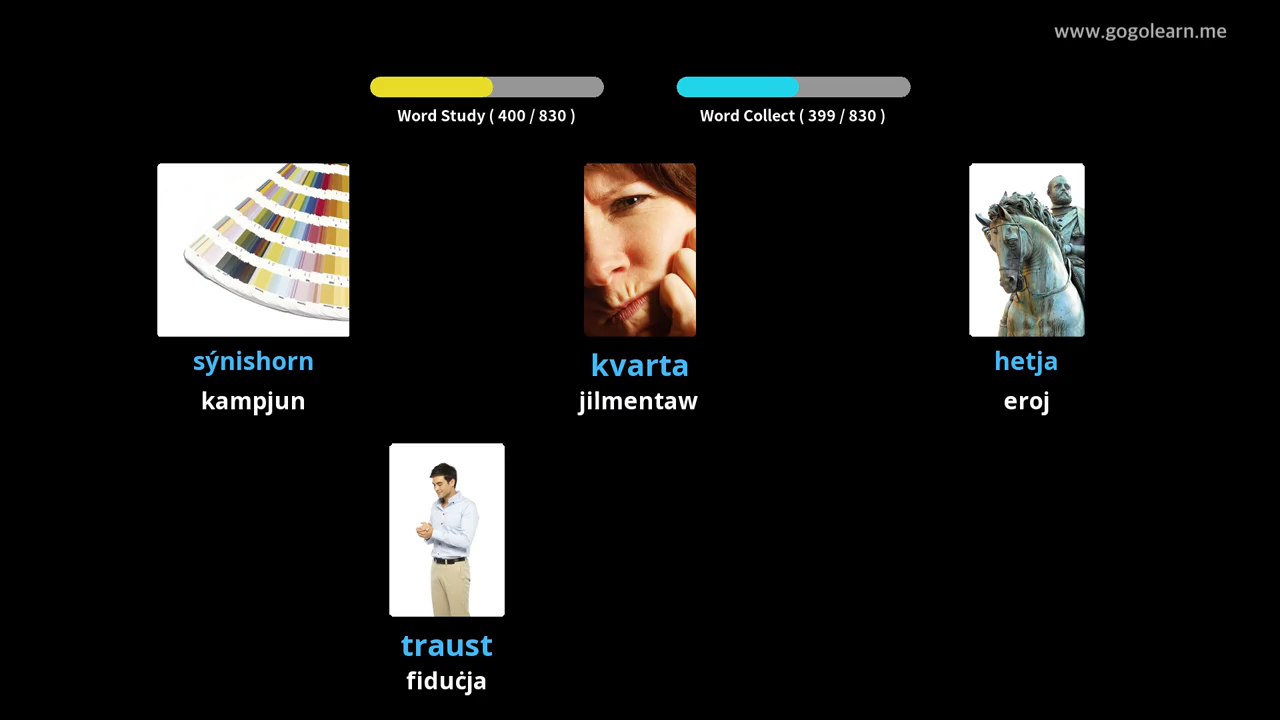 www.gogolearn.me
Word Study ( 400 / 830 )
Word Collect ( 399 / 830 )
sýnishorn
kampjun
kvarta
jilmentaw
hetja
eroj
traust
fiduċja